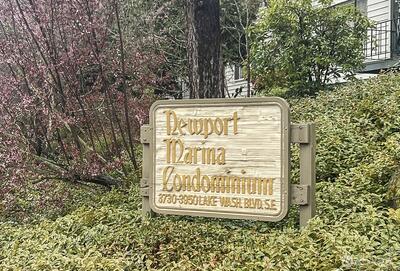 Newport
Marina
Condominium
3730-3950 LAKE WASH. BLVD. S.E.